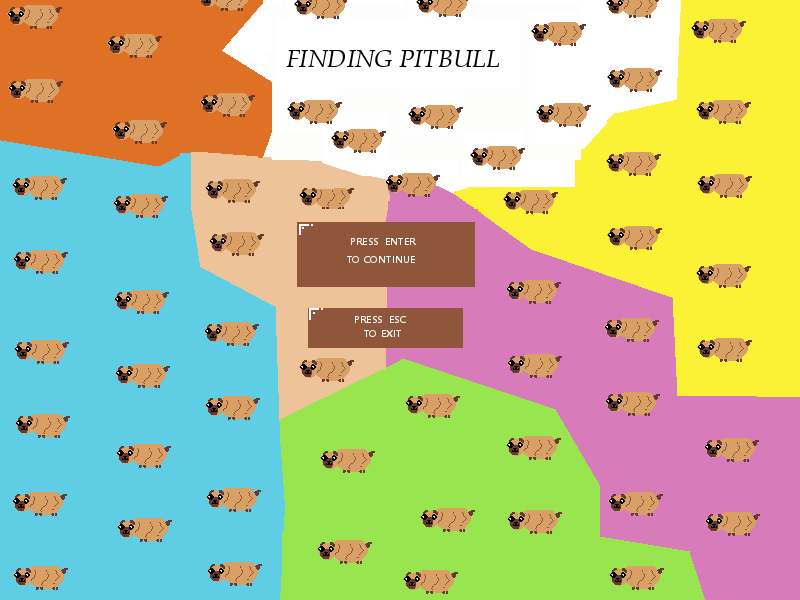 FINDING PITBULL
PRESS ENTER
TO CONTINUE
PRESS ESC
TO EXIT